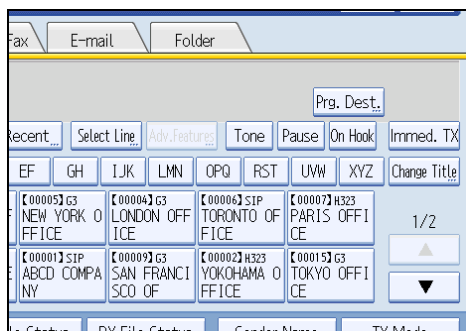 Fax E-mail Folder
Prg. Dest.
Recent Select Line Adv.Features Tone Pause On Hook Immed. TX
EF GH IJK LMN OPQ RST UVW XYZ Change Title
【00005】G3 【00004】G3 【00006】SIP 【00007】H323
NEW YORK O LONDON OFF TORONTO OF PARIS OFFI
FFICE ICE FICE CE
1/2
【00001】SIP 【00009】G3 【00002】H323 【00015】G3
ABCD COMPA SAN FRANCI YOKOHAMA O TOKYO OFFI
NY SCO OF FFICE CE
RX File Status Sender Name TX Mode